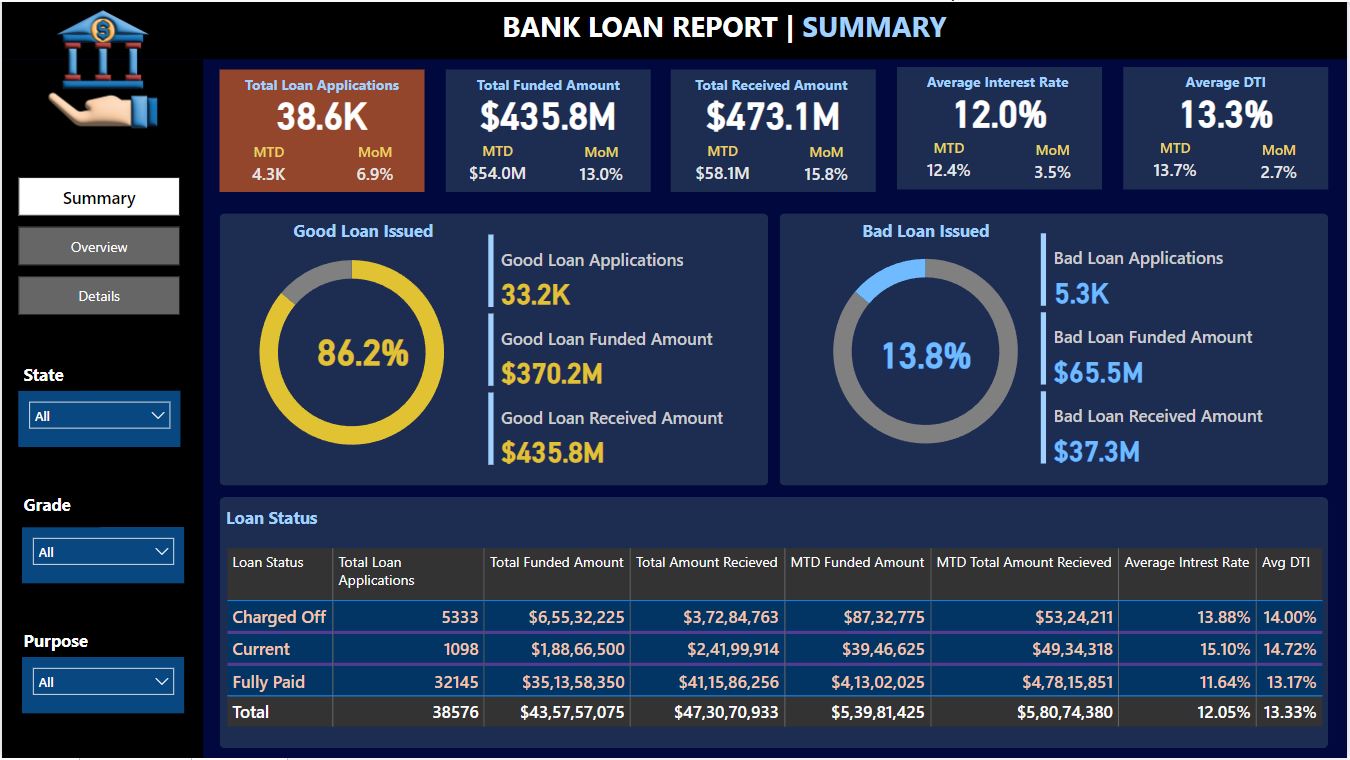 BANK LOAN REPORT | SUMMARY
Total Loan Applications
38.6K
MTD MoM
4.3K 6.9%
Total Funded Amount
$435.8M
MTD MoM
$54.0M 13.0%
Total Received Amount
$473.1M
MTD MoM
$58.1M 15.8%
Average Interest Rate
12.0%
MTD MoM
12.4% 3.5%
Average DTI
13.3%
MTD MoM
13.7% 2.7%
Summary
Overview
Details
State
All
Grade
All
Purpose
All
Good Loan Issued
86.2%
Good Loan Applications
33.2K
Good Loan Funded Amount
$370.2M
Good Loan Received Amount
$435.8M
Bad Loan Issued
13.8%
Bad Loan Applications
5.3K
Bad Loan Funded Amount
$65.5M
Bad Loan Received Amount
$37.3M
Loan Status
Loan Status Total Loan Applications Total Funded Amount Total Amount Recieved MTD Funded Amount MTD Total Amount Recieved Average Intrest Rate Avg DTI
Charged Off 5333 $6,55,32,225 $3,72,84,763 $87,32,775 $53,24,211 13.88% 14.00%
Current 1098 $1,88,66,500 $2,41,99,914 $39,46,625 $49,34,318 15.10% 14.72%
Fully Paid 32145 $35,13,58,350 $41,15,86,256 $4,13,02,025 $4,78,15,851 11.64% 13.17%
Total 38576 $43,57,57,075 $47,30,70,933 $5,39,81,425 $5,80,74,380 12.05% 13.33%